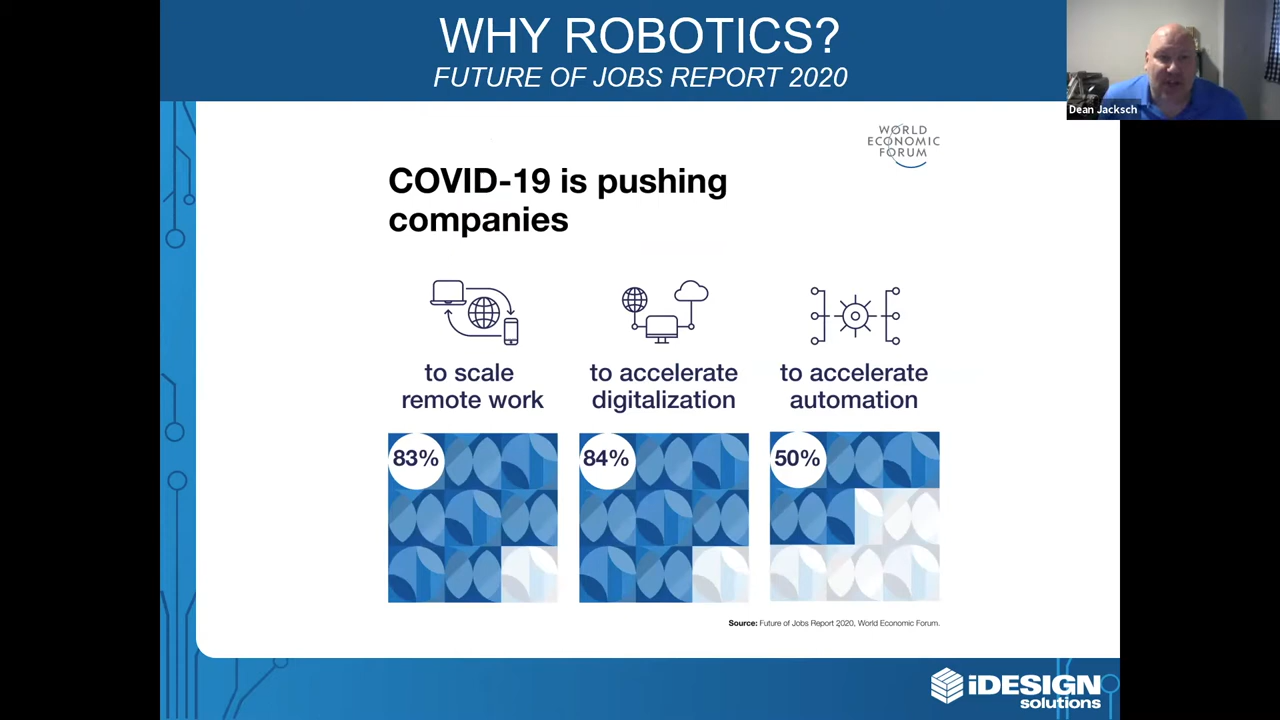 WHY ROBOTICS?
FUTURE OF JOBS REPORT 2020
Dean Jacksch
WORLD
ECONOMIC
FORUM
COVID-19 is pushing
companies
to scale
remote work
to accelerate
digitalization
to accelerate
automation
83%
84%
50%
Source: Future of Jobs Report 2020, World Economic Forum.
iDESIGN
solutions